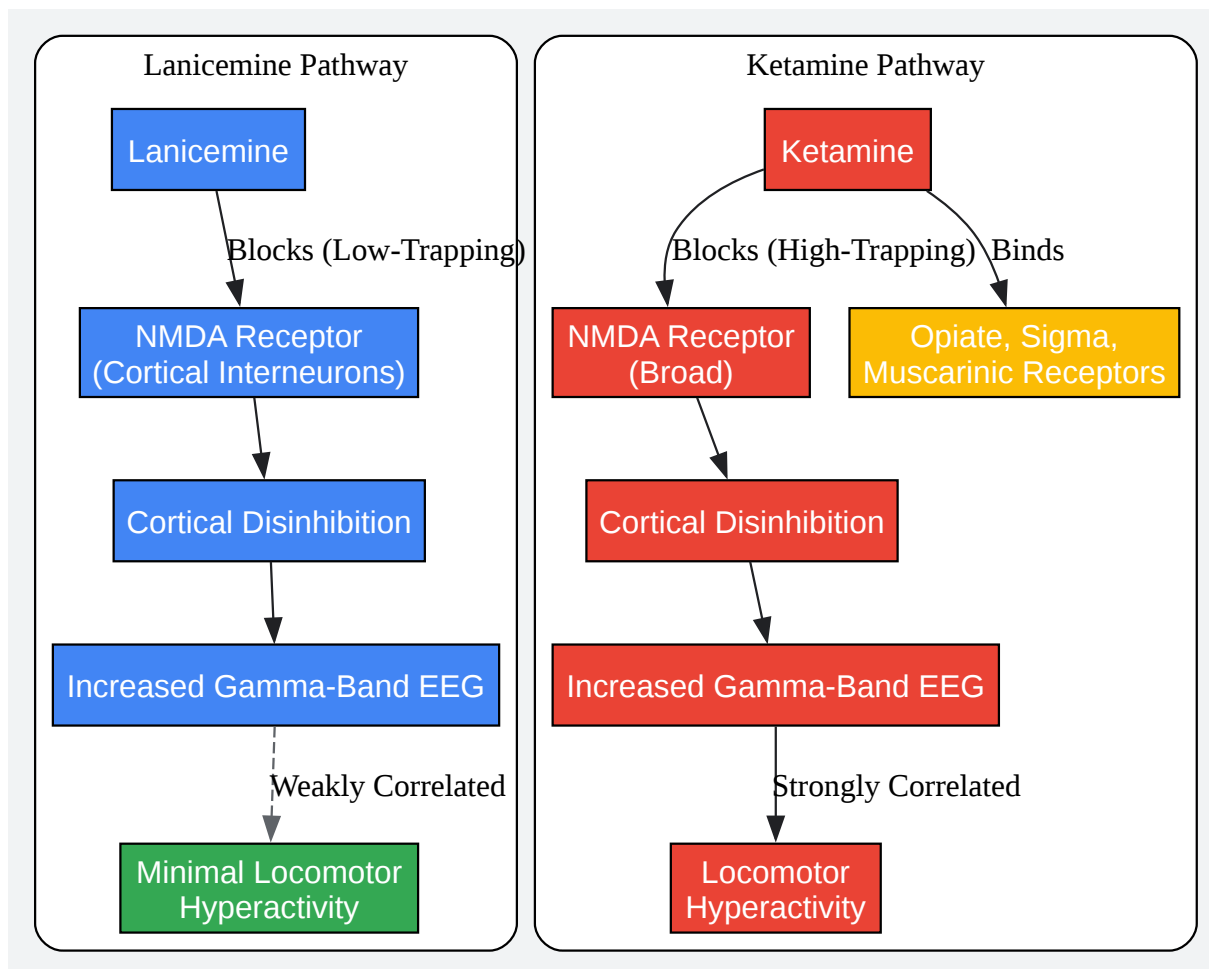 Lanicemine Pathway
Lanicemine
Blocks (Low-Trapping)
NMDA Receptor
(Cortical Interneurons)
Cortical Disinhibition
Increased Gamma-Band EEG
Weakly Correlated
Minimal Locomotor
Hyperactivity
Ketamine Pathway
Ketamine
Blocks (High-Trapping)
Binds
NMDA Receptor
(Broad)
Opiate, Sigma,
Muscarinic Receptors
Cortical Disinhibition
Increased Gamma-Band EEG
Strongly Correlated
Locomotor
Hyperactivity